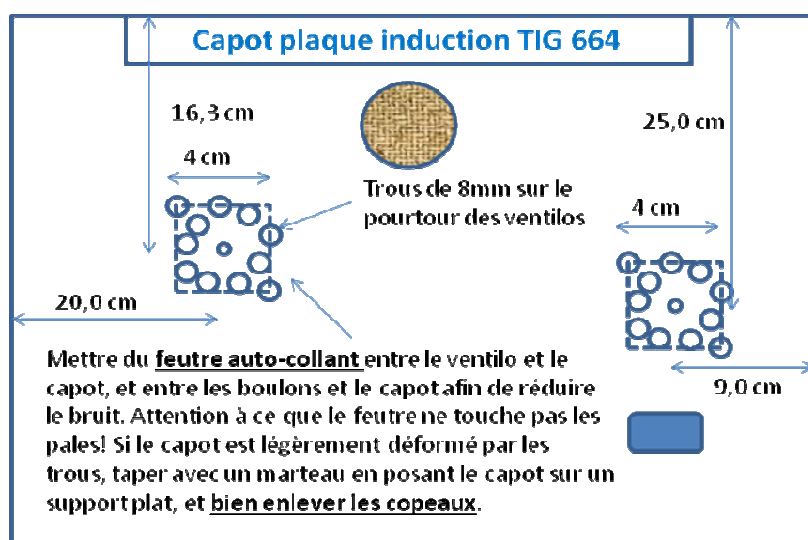 Capot plaque induction TIG 664
16,3 cm
25,0 cm
4 cm
Trous de 8mm sur le
pourtour des ventilos
4 cm
20,0 cm
Mettre du feutre auto-collant entre le ventilo et le
capot, et entre les boulons et le capot afin de réduire
le bruit. Attention à ce que le feutre ne touche pas les
pales! Si le capot est légèrement déformé par les
trous, taper avec un marteau en posant le capot sur un
support plat, et bien enlever les copeaux.
9,0 cm